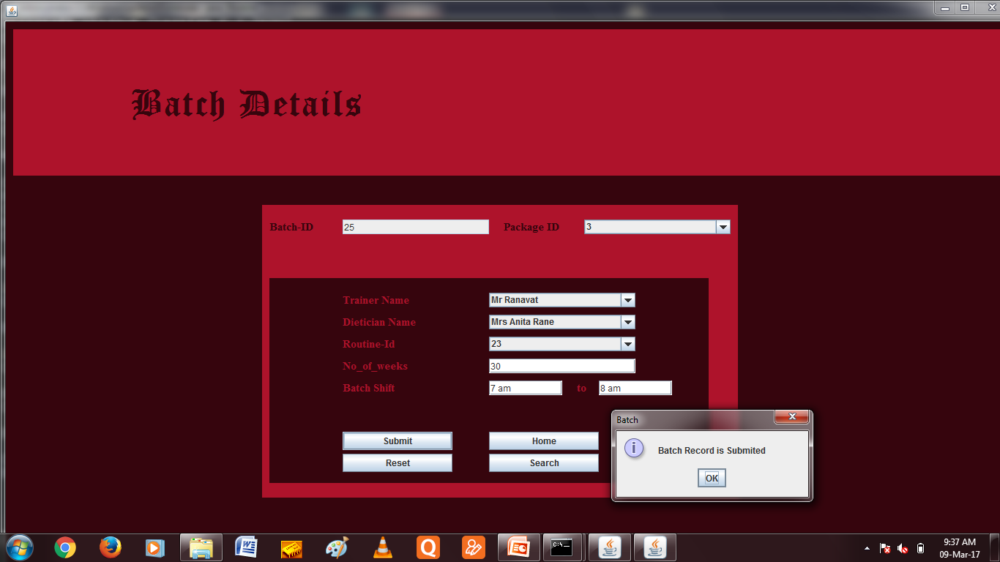 Batch Details
Batch-ID 25 Package ID 3
Trainer Name Mr Ranavat
Dietician Name Mrs Anita Rane
Routine-Id 23
No_of_weeks 30
Batch Shift 7 am to 8 am
Submit Home
Reset Search
Batch
Batch Record is Submited
OK
9:37 AM
09-Mar-17